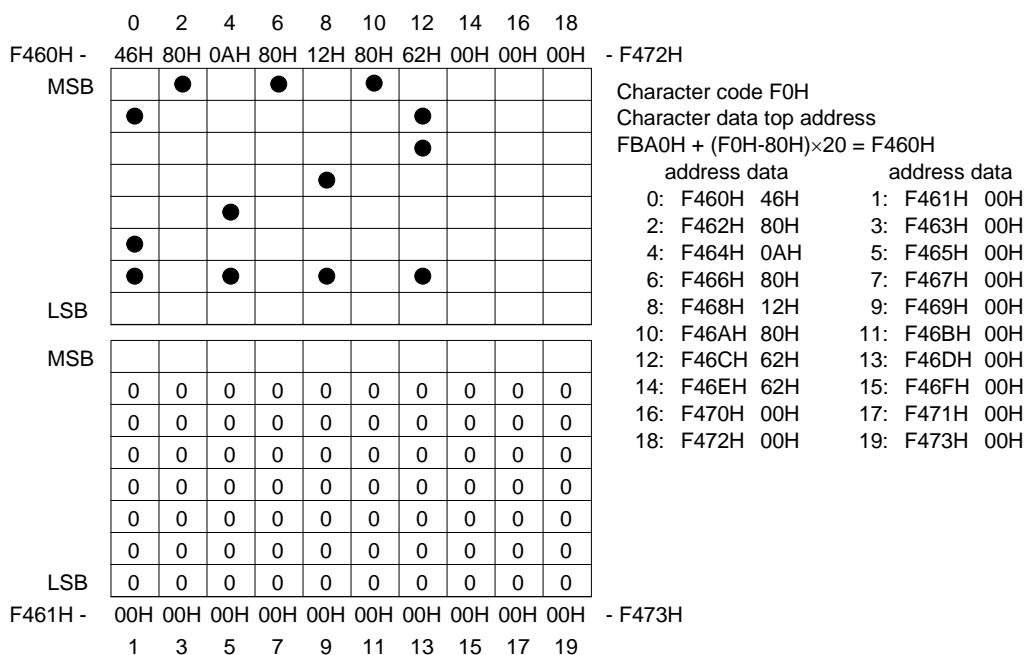 0 2 4 6 8 10 12 14 16 18
F460H - 46H 80H 0AH 80H 12H 80H 62H 00H 00H 00H - F472H
MSB
LSB
MSB
0 0 0 0 0 0 0 0 0 0
0 0 0 0 0 0 0 0 0 0
0 0 0 0 0 0 0 0 0 0
0 0 0 0 0 0 0 0 0 0
0 0 0 0 0 0 0 0 0 0
0 0 0 0 0 0 0 0 0 0
LSB 0 0 0 0 0 0 0 0 0 0
F461H - 00H 00H 00H 00H 00H 00H 00H 00H 00H 00H - F473H
1 3 5 7 9 11 13 15 17 19
Character code F0H
Character data top address
FBA0H + (F0H-80H)×20 = F460H
address data address data
0: F460H 46H 1: F461H 00H
2: F462H 80H 3: F463H 00H
4: F464H 0AH 5: F465H 00H
6: F466H 80H 7: F467H 00H
8: F468H 12H 9: F469H 00H
10: F46AH 80H 11: F46BH 00H
12: F46CH 62H 13: F46DH 00H
14: F46EH 62H 15: F46FH 00H
16: F470H 00H 17: F471H 00H
18: F472H 00H 19: F473H 00H